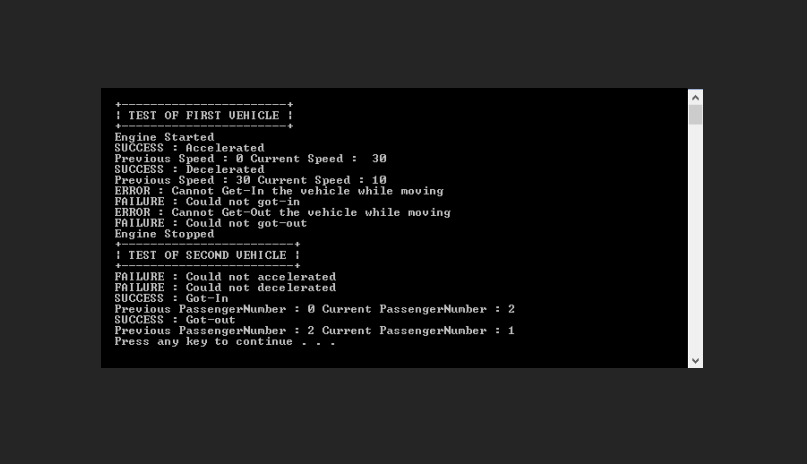 +-----------------------+
| TEST OF FIRST VEHICLE |
+-----------------------+
Engine Started
SUCCESS : Accelerated
Previous Speed : 0 Current Speed :  30
SUCCESS : Decelerated
Previous Speed : 30 Current Speed : 10
ERROR : Cannot Get-In the vehicle while moving
FAILURE : Could not got-in
ERROR : Cannot Get-Out the vehicle while moving
FAILURE : Could not got-out
Engine Stopped
+------------------------+
| TEST OF SECOND VEHICLE |
+------------------------+
FAILURE : Could not accelerated
FAILURE : Could not decelerated
SUCCESS : Got-In
Previous PassengerNumber : 0 Current PassengerNumber : 2
SUCCESS : Got-out
Previous PassengerNumber : 2 Current PassengerNumber : 1
Press any key to continue . . .